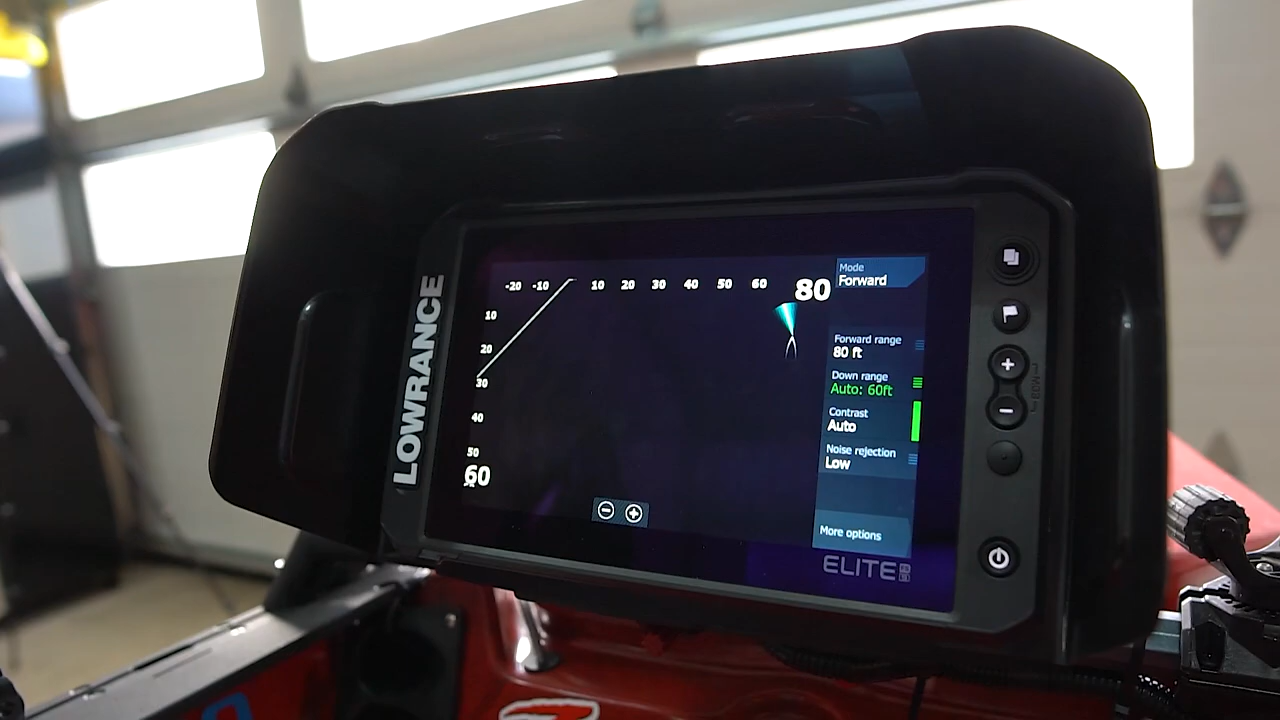 LOWRANCE
-20 -10 10 20 30 40 50 60 80
10
20
30
40
50
60
Mode
Forward
Forward range
80 ft
Down range
Auto: 60ft
Contrast
Auto
Noise rejection
Low
More options
ELITE